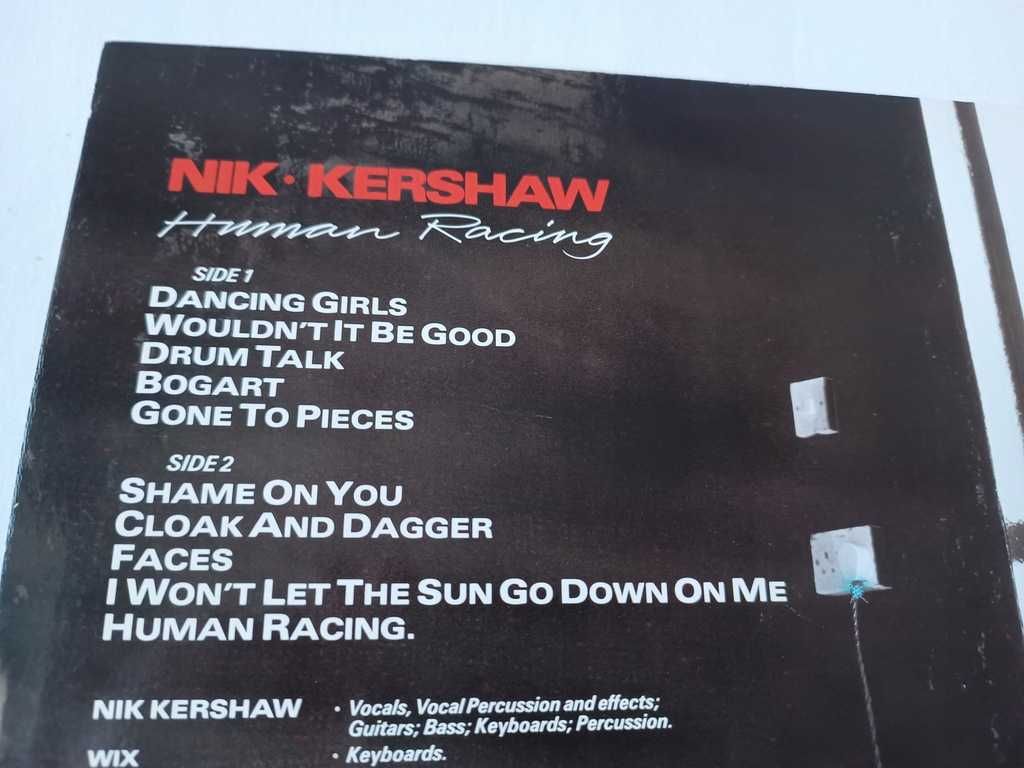 NIK · KERSHAW
Human Racing
SIDE 1
DANCING GIRLS
WOULDN'T IT BE GOOD
DRUM TALK
BOGART
GONE TO PIECES
SIDE 2
SHAME ON YOU
CLOAK AND DAGGER
FACES
I WON'T LET THE SUN GO DOWN ON ME
HUMAN RACING.
NIK KERSHAW · Vocals, Vocal Percussion and effects;
Guitars; Bass; Keyboards; Percussion.
WIX · Keyboards.